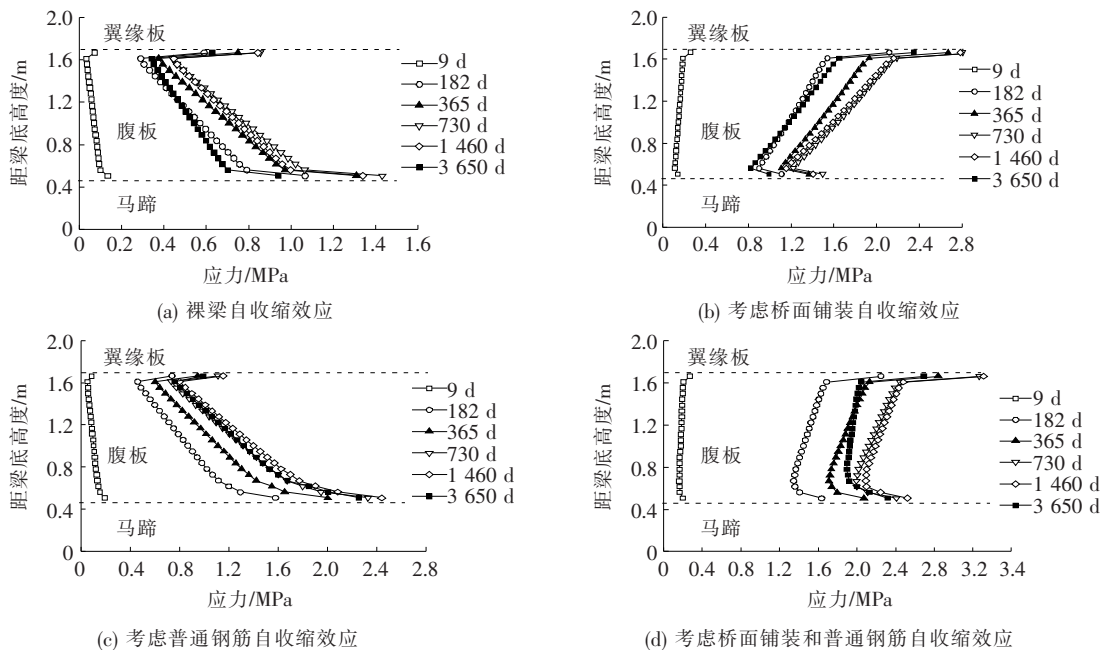 2.0
1.6
1.2
0.8
0.4
0
距梁底高度/m
翼缘板
腹板
马蹄
9 d
182 d
365 d
730 d
1 460 d
3 650 d
0 0.2 0.4 0.6 0.8 1.0 1.2 1.4 1.6
应力/MPa
(a) 裸梁自收缩效应
2.0
1.6
1.2
0.8
0.4
0
距梁底高度/m
翼缘板
腹板
马蹄
9 d
182 d
365 d
730 d
1 460 d
3 650 d
0 0.4 0.8 1.2 1.6 2.0 2.4 2.8
应力/MPa
(b) 考虑桥面铺装自收缩效应
2.0
1.6
1.2
0.8
0.4
0
距梁底高度/m
翼缘板
腹板
马蹄
9 d
182 d
365 d
730 d
1 460 d
3 650 d
0 0.4 0.8 1.2 1.6 2.0 2.4 2.8
应力/MPa
(c) 考虑普通钢筋自收缩效应
2.0
1.6
1.2
0.8
0.4
0
距梁底高度/m
翼缘板
腹板
马蹄
9 d
182 d
365 d
730 d
1 460 d
3 650 d
0 0.4 0.8 1.2 1.6 2.0 2.4 2.8 3.2 3.4
应力/MPa
(d) 考虑桥面铺装和普通钢筋自收缩效应